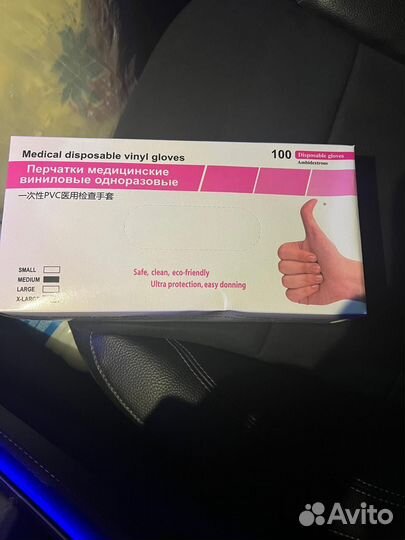 Medical disposable vinyl gloves
100 Disposable gloves
Ambidextrous
Перчатки медицинские
виниловые одноразовые
一次性PVC医用检查手套
Safe, clean, eco-friendly
Ultra protection, easy donning
SMALL
MEDIUM
LARGE
X-LARGE
Avito